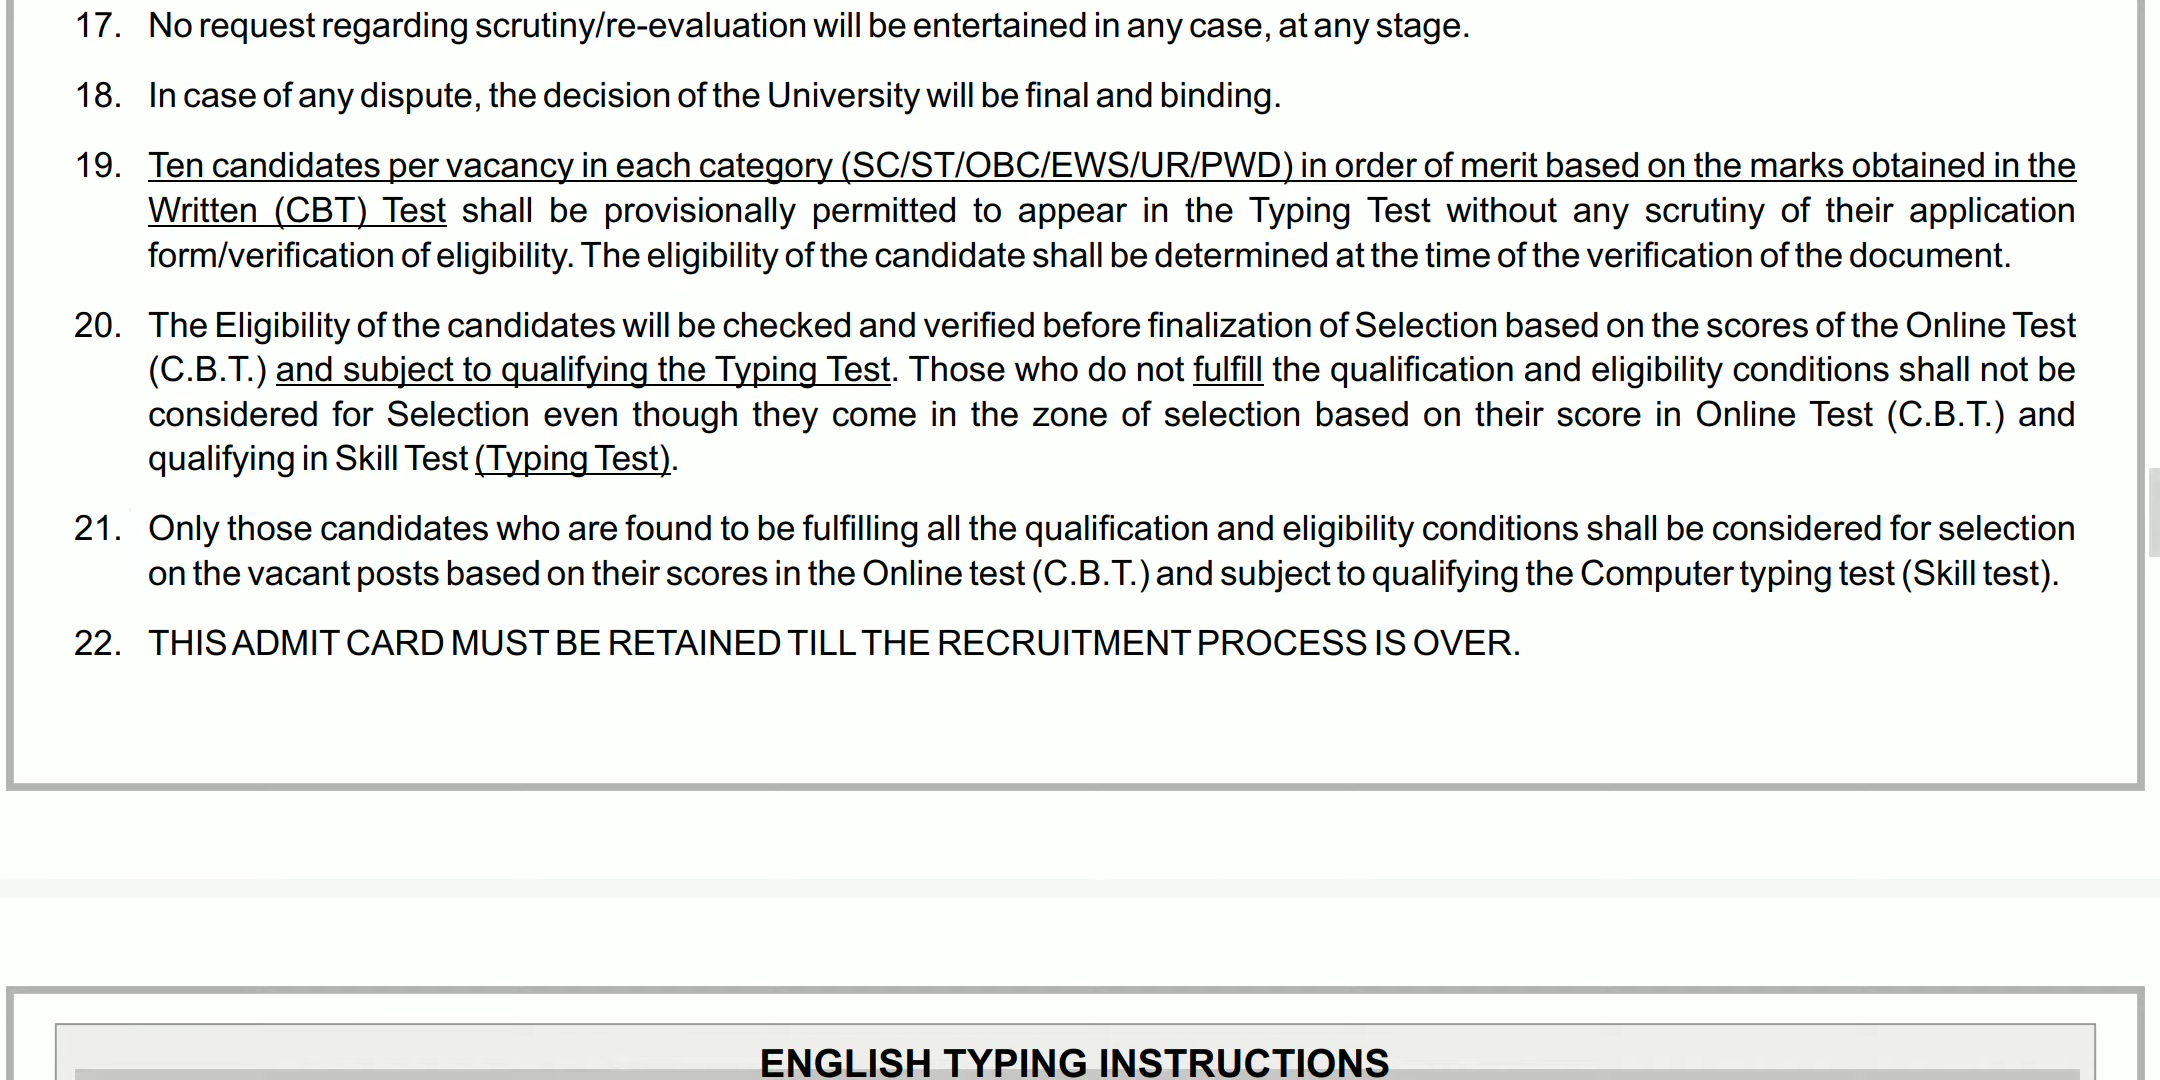 17. No request regarding scrutiny/re-evaluation will be entertained in any case, at any stage.
18. In case of any dispute, the decision of the University will be final and binding.
19. Ten candidates per vacancy in each category (SC/ST/OBC/EWS/UR/PWD) in order of merit based on the marks obtained in the
Written (CBT) Test shall be provisionally permitted to appear in the Typing Test without any scrutiny of their application
form/verification of eligibility. The eligibility of the candidate shall be determined at the time of the verification of the document.
20. The Eligibility of the candidates will be checked and verified before finalization of Selection based on the scores of the Online Test
(C.B.T.) and subject to qualifying the Typing Test. Those who do not fulfill the qualification and eligibility conditions shall not be
considered for Selection even though they come in the zone of selection based on their score in Online Test (C.B.T.) and
qualifying in Skill Test (Typing Test).
21. Only those candidates who are found to be fulfilling all the qualification and eligibility conditions shall be considered for selection
on the vacant posts based on their scores in the Online test (C.B.T.) and subject to qualifying the Computer typing test (Skill test).
22. THIS ADMIT CARD MUST BE RETAINED TILL THE RECRUITMENT PROCESS IS OVER.
ENGLISH TYPING INSTRUCTIONS